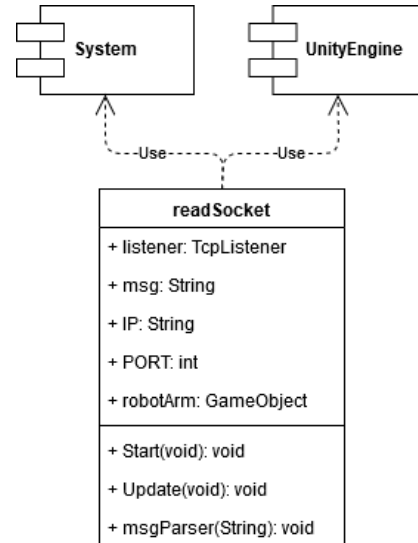 System
UnityEngine
Use
Use
readSocket
+ listener: TcpListener
+ msg: String
+ IP: String
+ PORT: int
+ robotArm: GameObject
+ Start(void): void
+ Update(void): void
+ msgParser(String): void